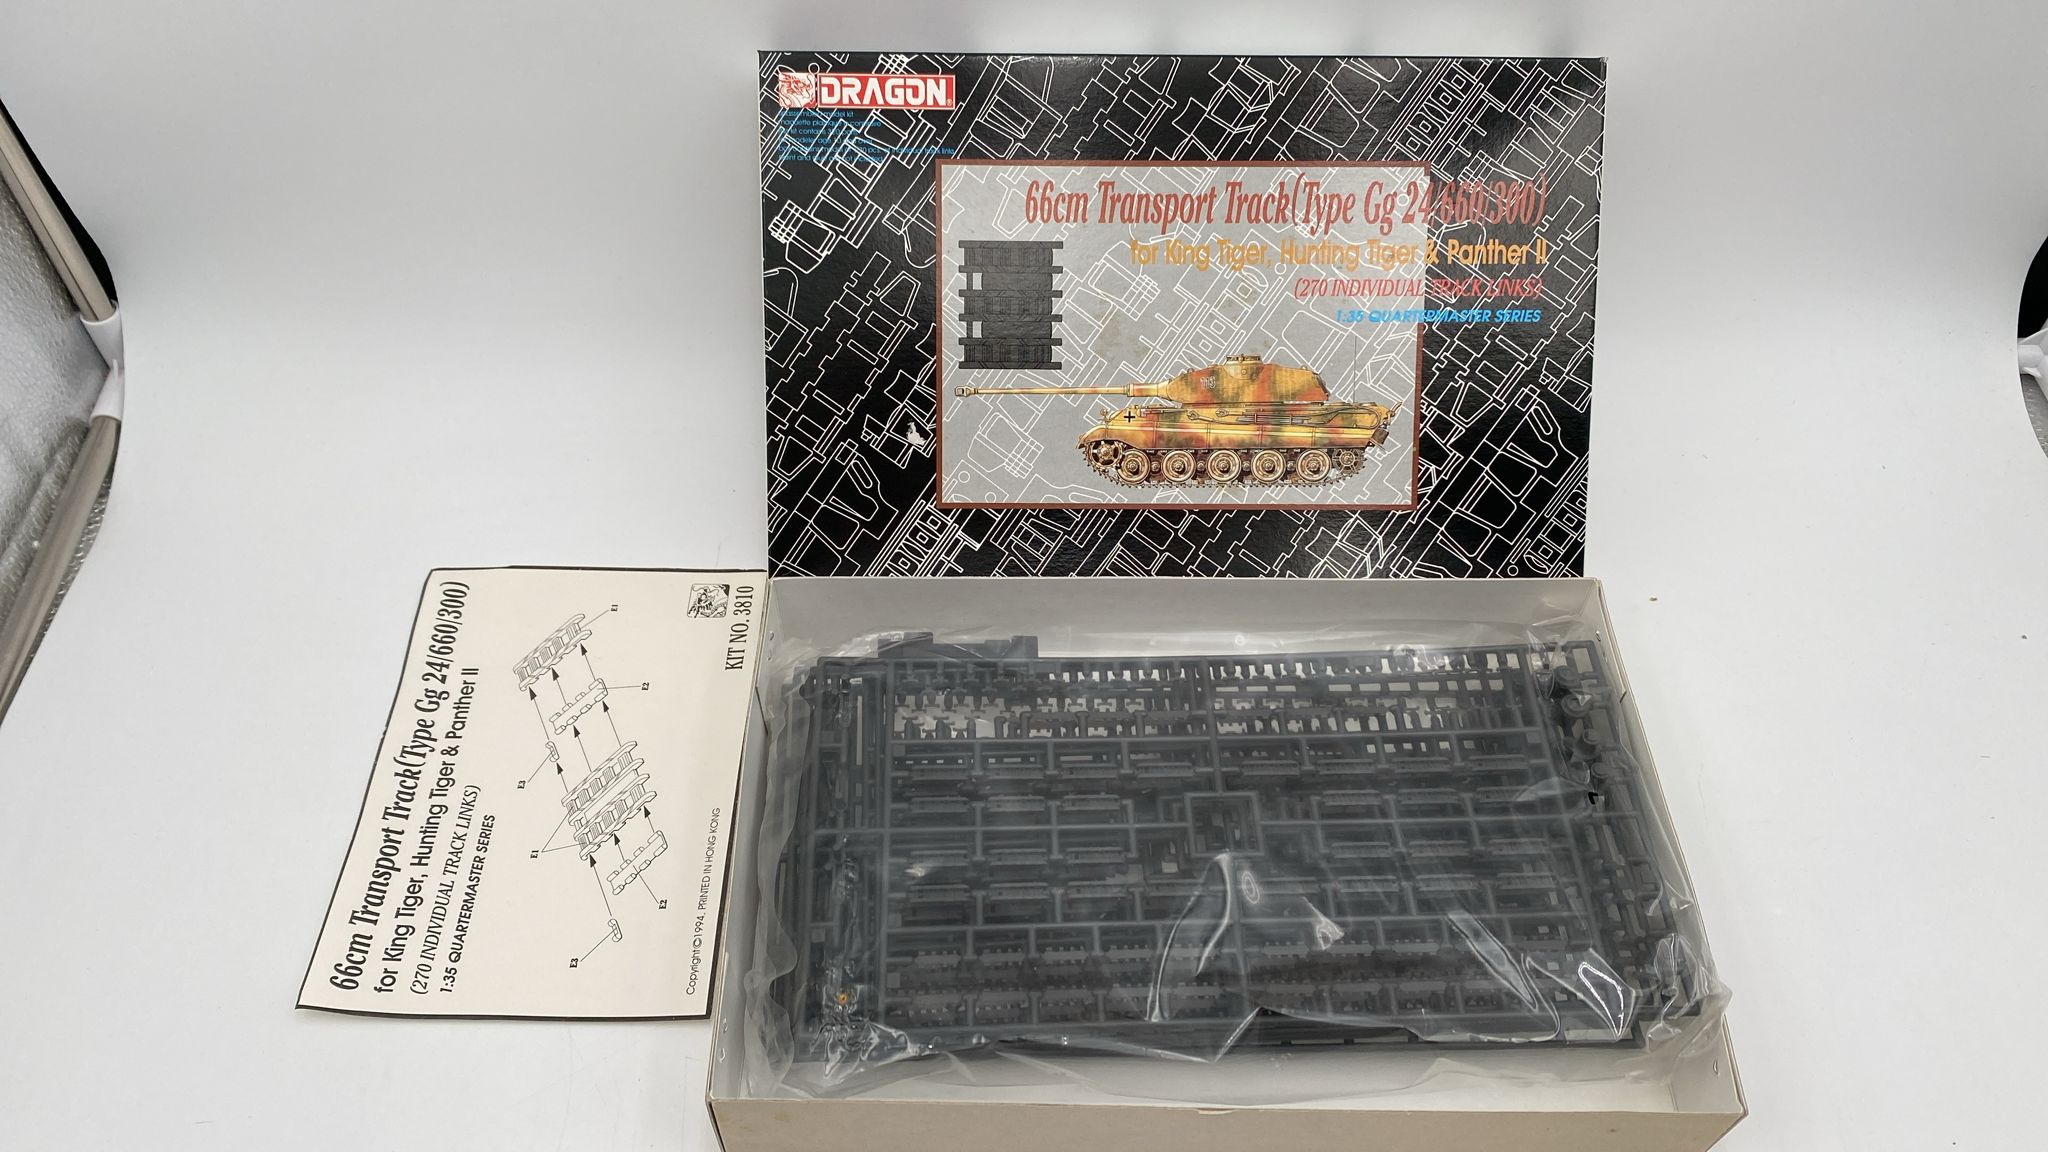 DRAGON
66cm Transport Track(Type Gg 24/660/300)
for King Tiger, Hunting Tiger & Panther II
(270 INDIVIDUAL TRACK LINKS)
1:35 QUARTERMASTER SERIES
66cm Transport Track(Type Gg 24/660/300)
for King Tiger, Hunting Tiger & Panther II
(270 INDIVIDUAL TRACK LINKS)
1:35 QUARTERMASTER SERIES
E1
E2
E3
E1
E2
E3
KIT NO. 3810
Copyright©1994. PRINTED IN HONG KONG